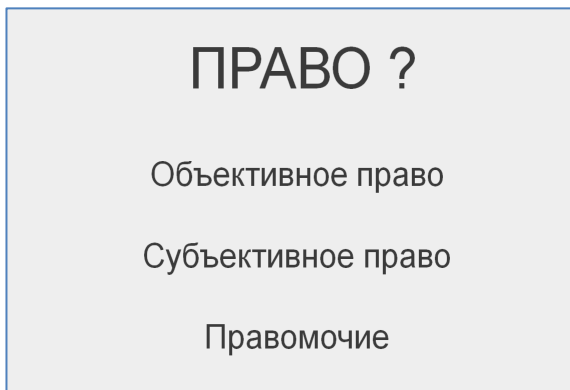 ПРАВО ?
Объективное право
Субъективное право
Правомочие